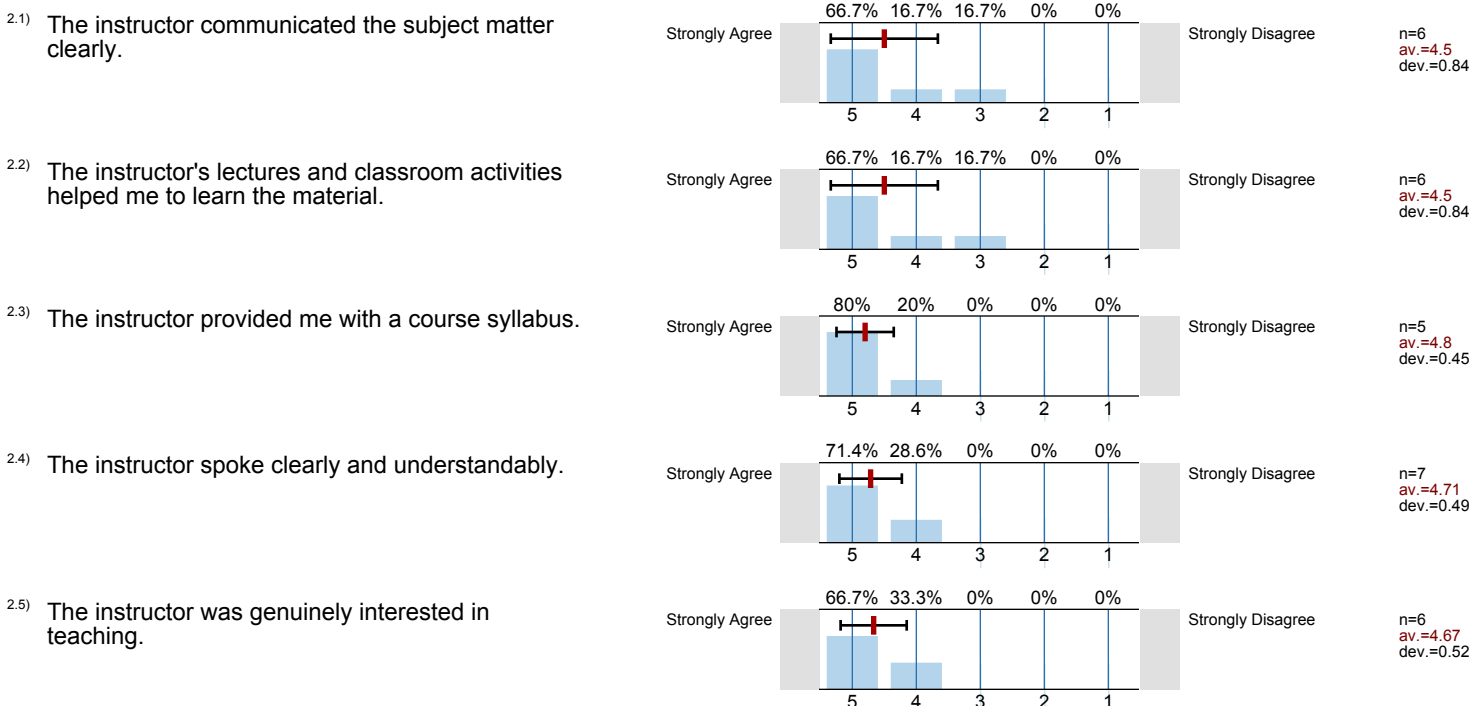 2.1) The instructor communicated the subject matter
clearly.
66.7% 16.7% 16.7% 0% 0%
Strongly Agree
Strongly Disagree
5 4 3 2 1
n=6
av.=4.5
dev.=0.84
2.2) The instructor's lectures and classroom activities
helped me to learn the material.
66.7% 16.7% 16.7% 0% 0%
Strongly Agree
Strongly Disagree
5 4 3 2 1
n=6
av.=4.5
dev.=0.84
2.3) The instructor provided me with a course syllabus.
80% 20% 0% 0% 0%
Strongly Agree
Strongly Disagree
5 4 3 2 1
n=5
av.=4.8
dev.=0.45
2.4) The instructor spoke clearly and understandably.
71.4% 28.6% 0% 0% 0%
Strongly Agree
Strongly Disagree
5 4 3 2 1
n=7
av.=4.71
dev.=0.49
2.5) The instructor was genuinely interested in
teaching.
66.7% 33.3% 0% 0% 0%
Strongly Agree
Strongly Disagree
5 4 3 2 1
n=6
av.=4.67
dev.=0.52